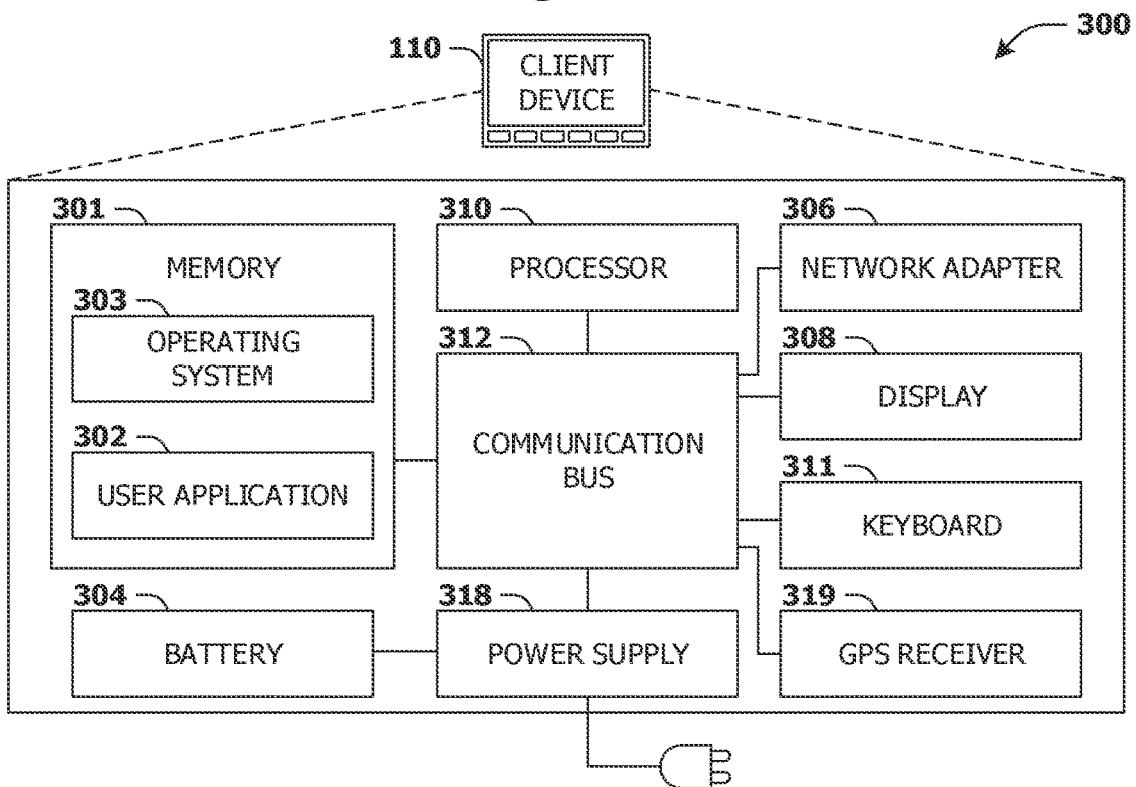 300
110
CLIENT
DEVICE
301
310
306
MEMORY
PROCESSOR
NETWORK ADAPTER
303
312
308
OPERATING
SYSTEM
DISPLAY
302
COMMUNICATION
BUS
311
USER APPLICATION
KEYBOARD
304
318
319
BATTERY
POWER SUPPLY
GPS RECEIVER